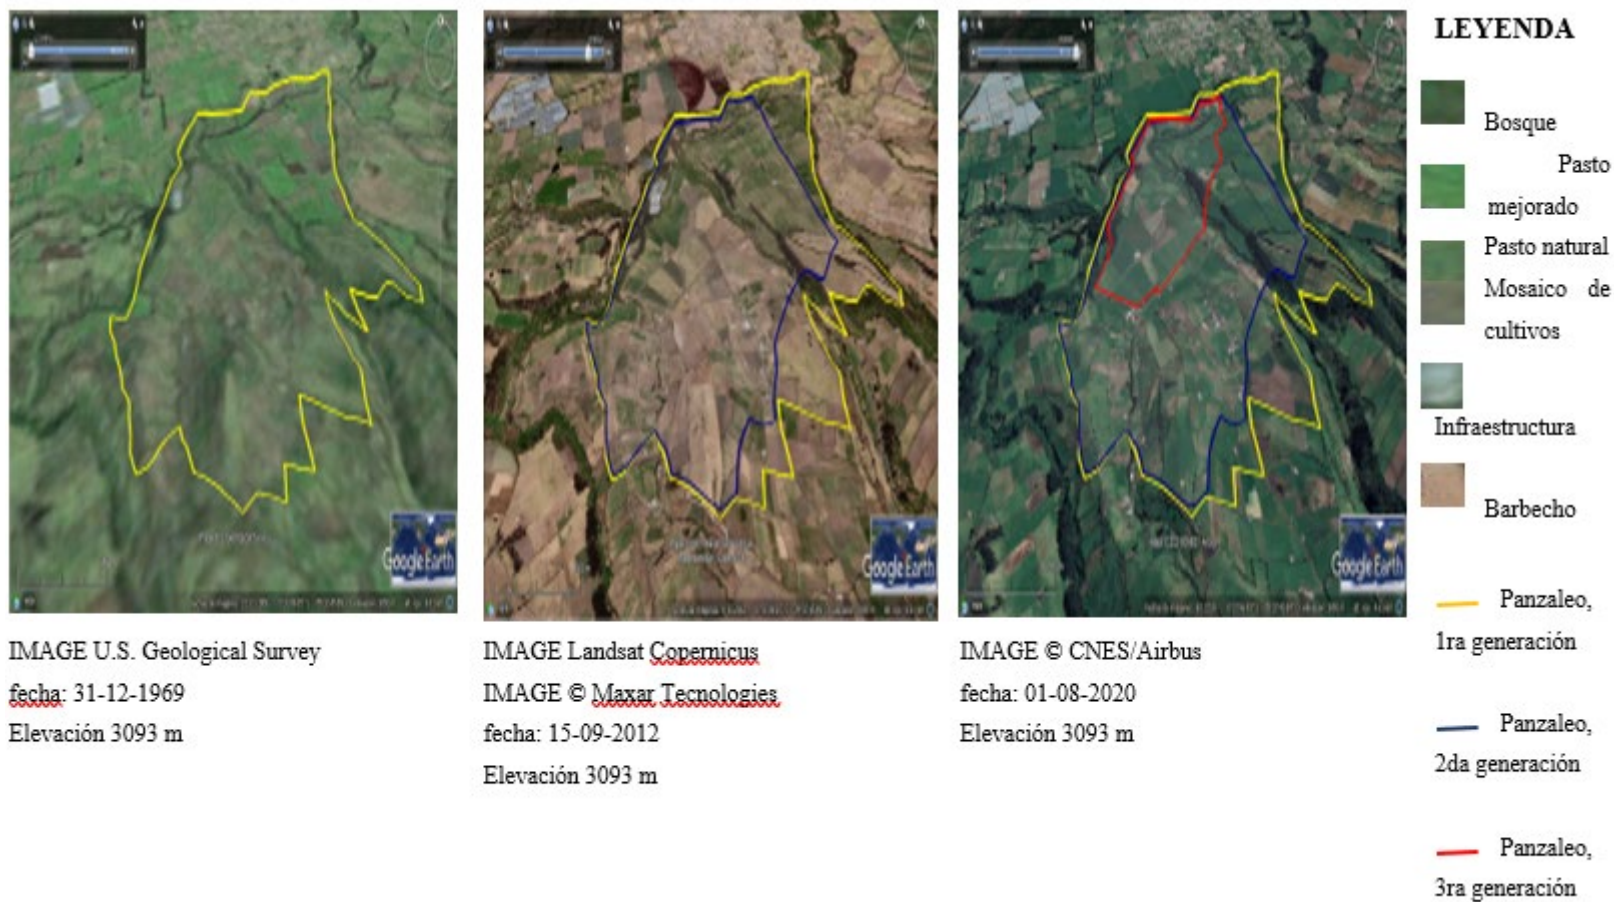 LEYENDA
Bosque
Pasto
mejorado
Pasto natural
Mosaico de
cultivos
Infraestructura
Barbecho
Panzaleo,
1ra generación
Panzaleo,
2da generación
Panzaleo,
3ra generación
Google Earth
Google Earth
Google Earth
IMAGE U.S. Geological Survey
fecha: 31-12-1969
Elevación 3093 m
IMAGE Landsat Copernicus
IMAGE © Maxar Tecnologies
fecha: 15-09-2012
Elevación 3093 m
IMAGE © CNES/Airbus
fecha: 01-08-2020
Elevación 3093 m